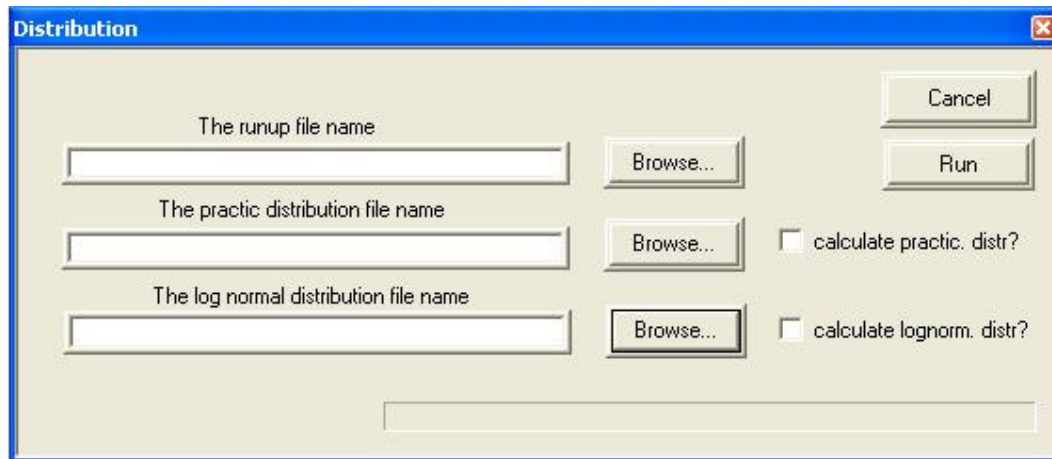 Distribution
Cancel
The runup file name
Browse...
Run
The practic distribution file name
Browse...
calculate practic. distr?
The log normal distribution file name
Browse...
calculate lognorm. distr?